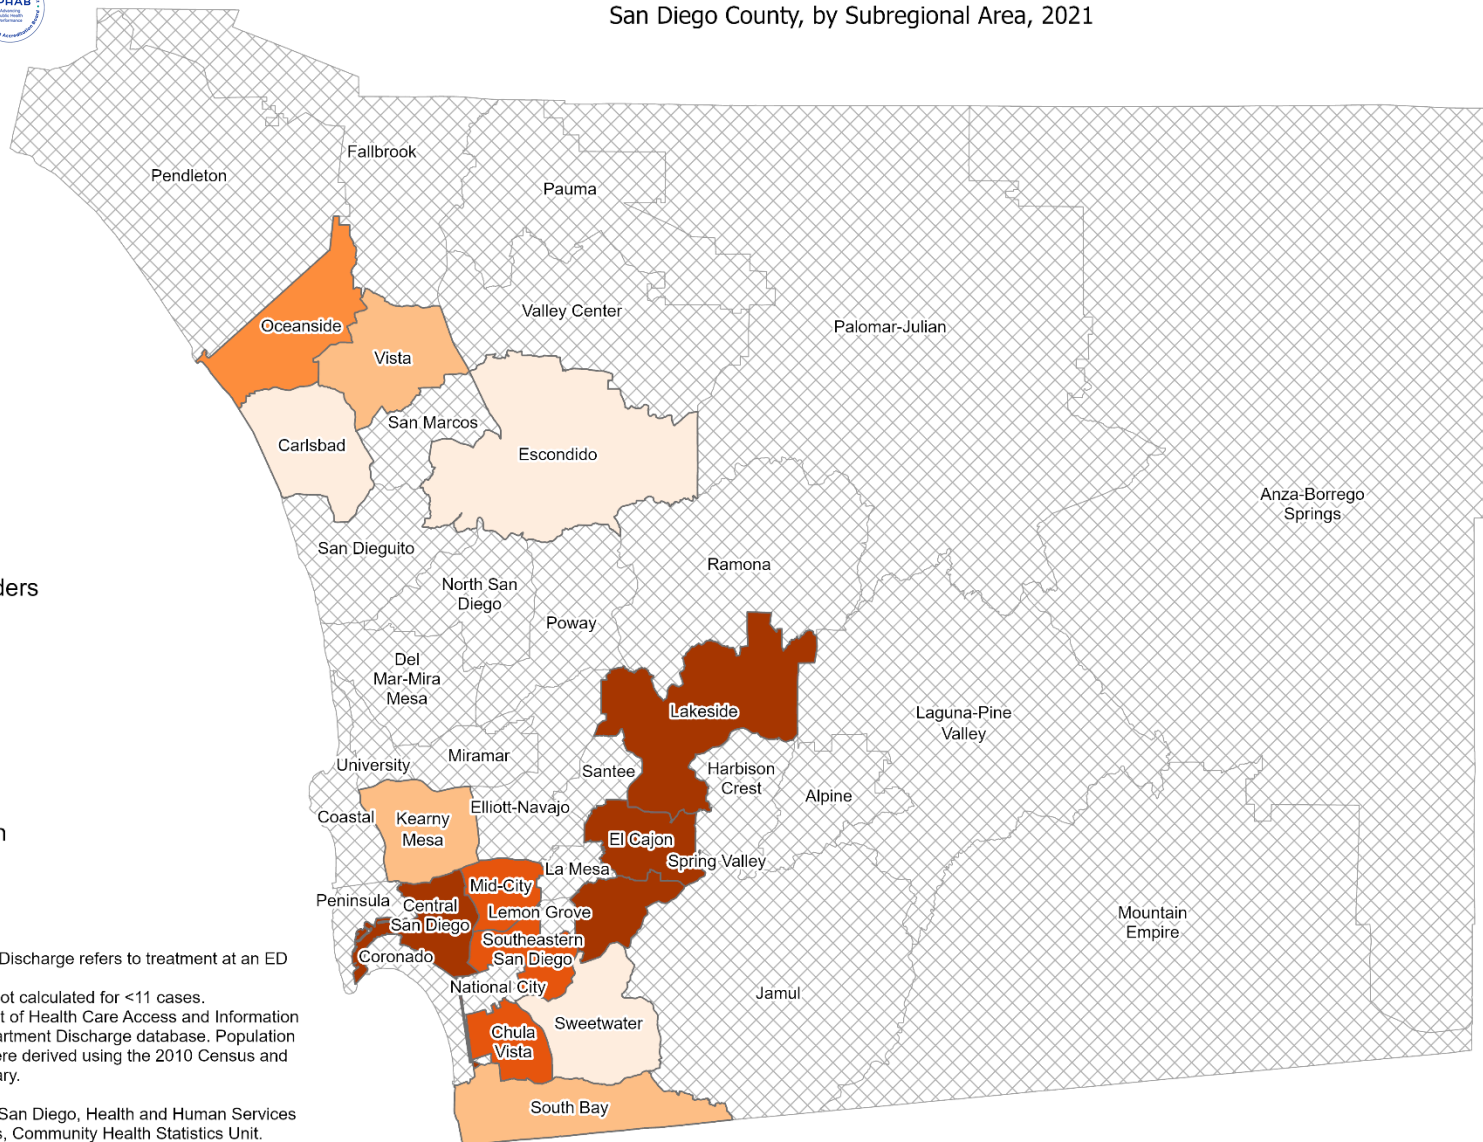 PHAB
Advancing
Public Health
Performance
San Diego County, by Subregional Area, 2021
Fallbrook
Pendleton
Pauma
Valley Center
Oceanside
Palomar-Julian
Vista
San Marcos
Carlsbad
Escondido
Anza-Borrego
Springs
San Dieguito
Ramona
North San
Diego
ders
Poway
Del
Mar-Mira
Mesa
Lakeside
Laguna-Pine
Valley
Miramar
University
Santee
Harbison
Crest
Alpine
Elliott-Navajo
Coastal
Kearny
Mesa
n
El Cajon
Spring Valley
La Mesa
Mid-City
Peninsula
Central
San Diego
Lemon Grove
Mountain
Empire
Southeastern
San Diego
Coronado
Discharge refers to treatment at an ED
National City
Jamul
ot calculated for <11 cases.
t of Health Care Access and Information
artment Discharge database. Population
ere derived using the 2010 Census and
ary.
Sweetwater
Chula
Vista
South Bay
San Diego, Health and Human Services
s, Community Health Statistics Unit.